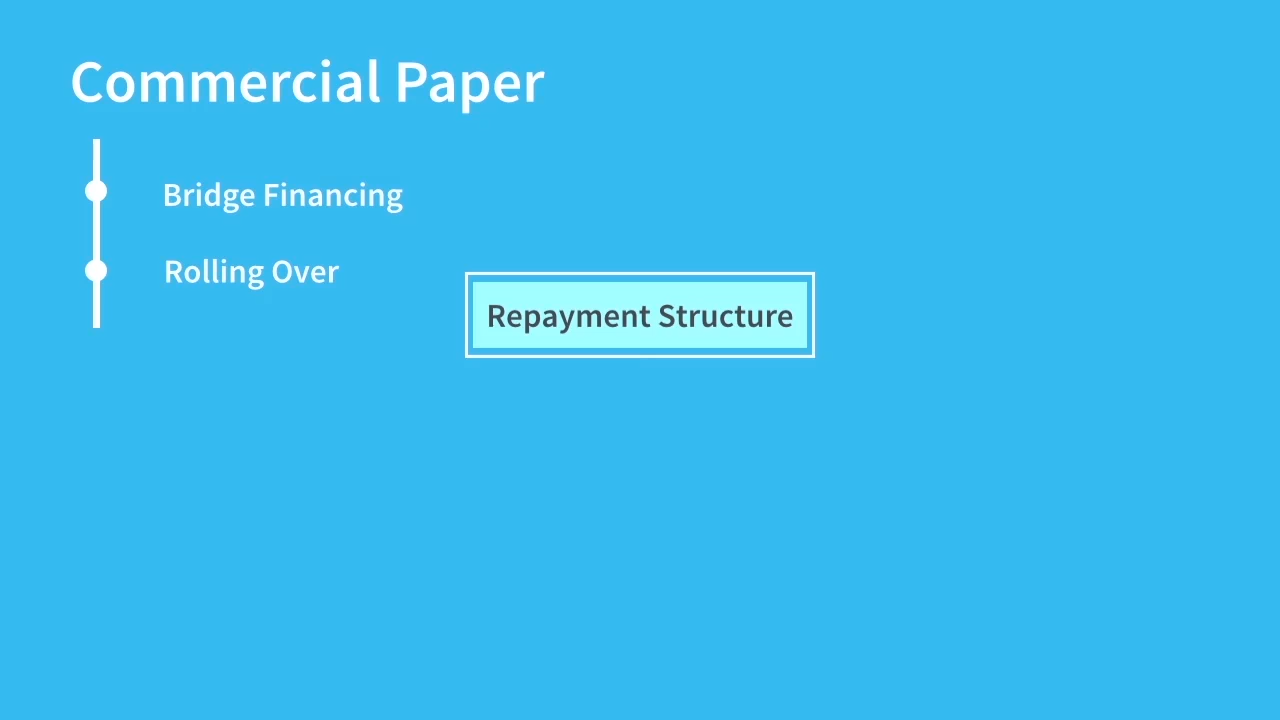 Commercial Paper
Bridge Financing
Rolling Over
Repayment Structure